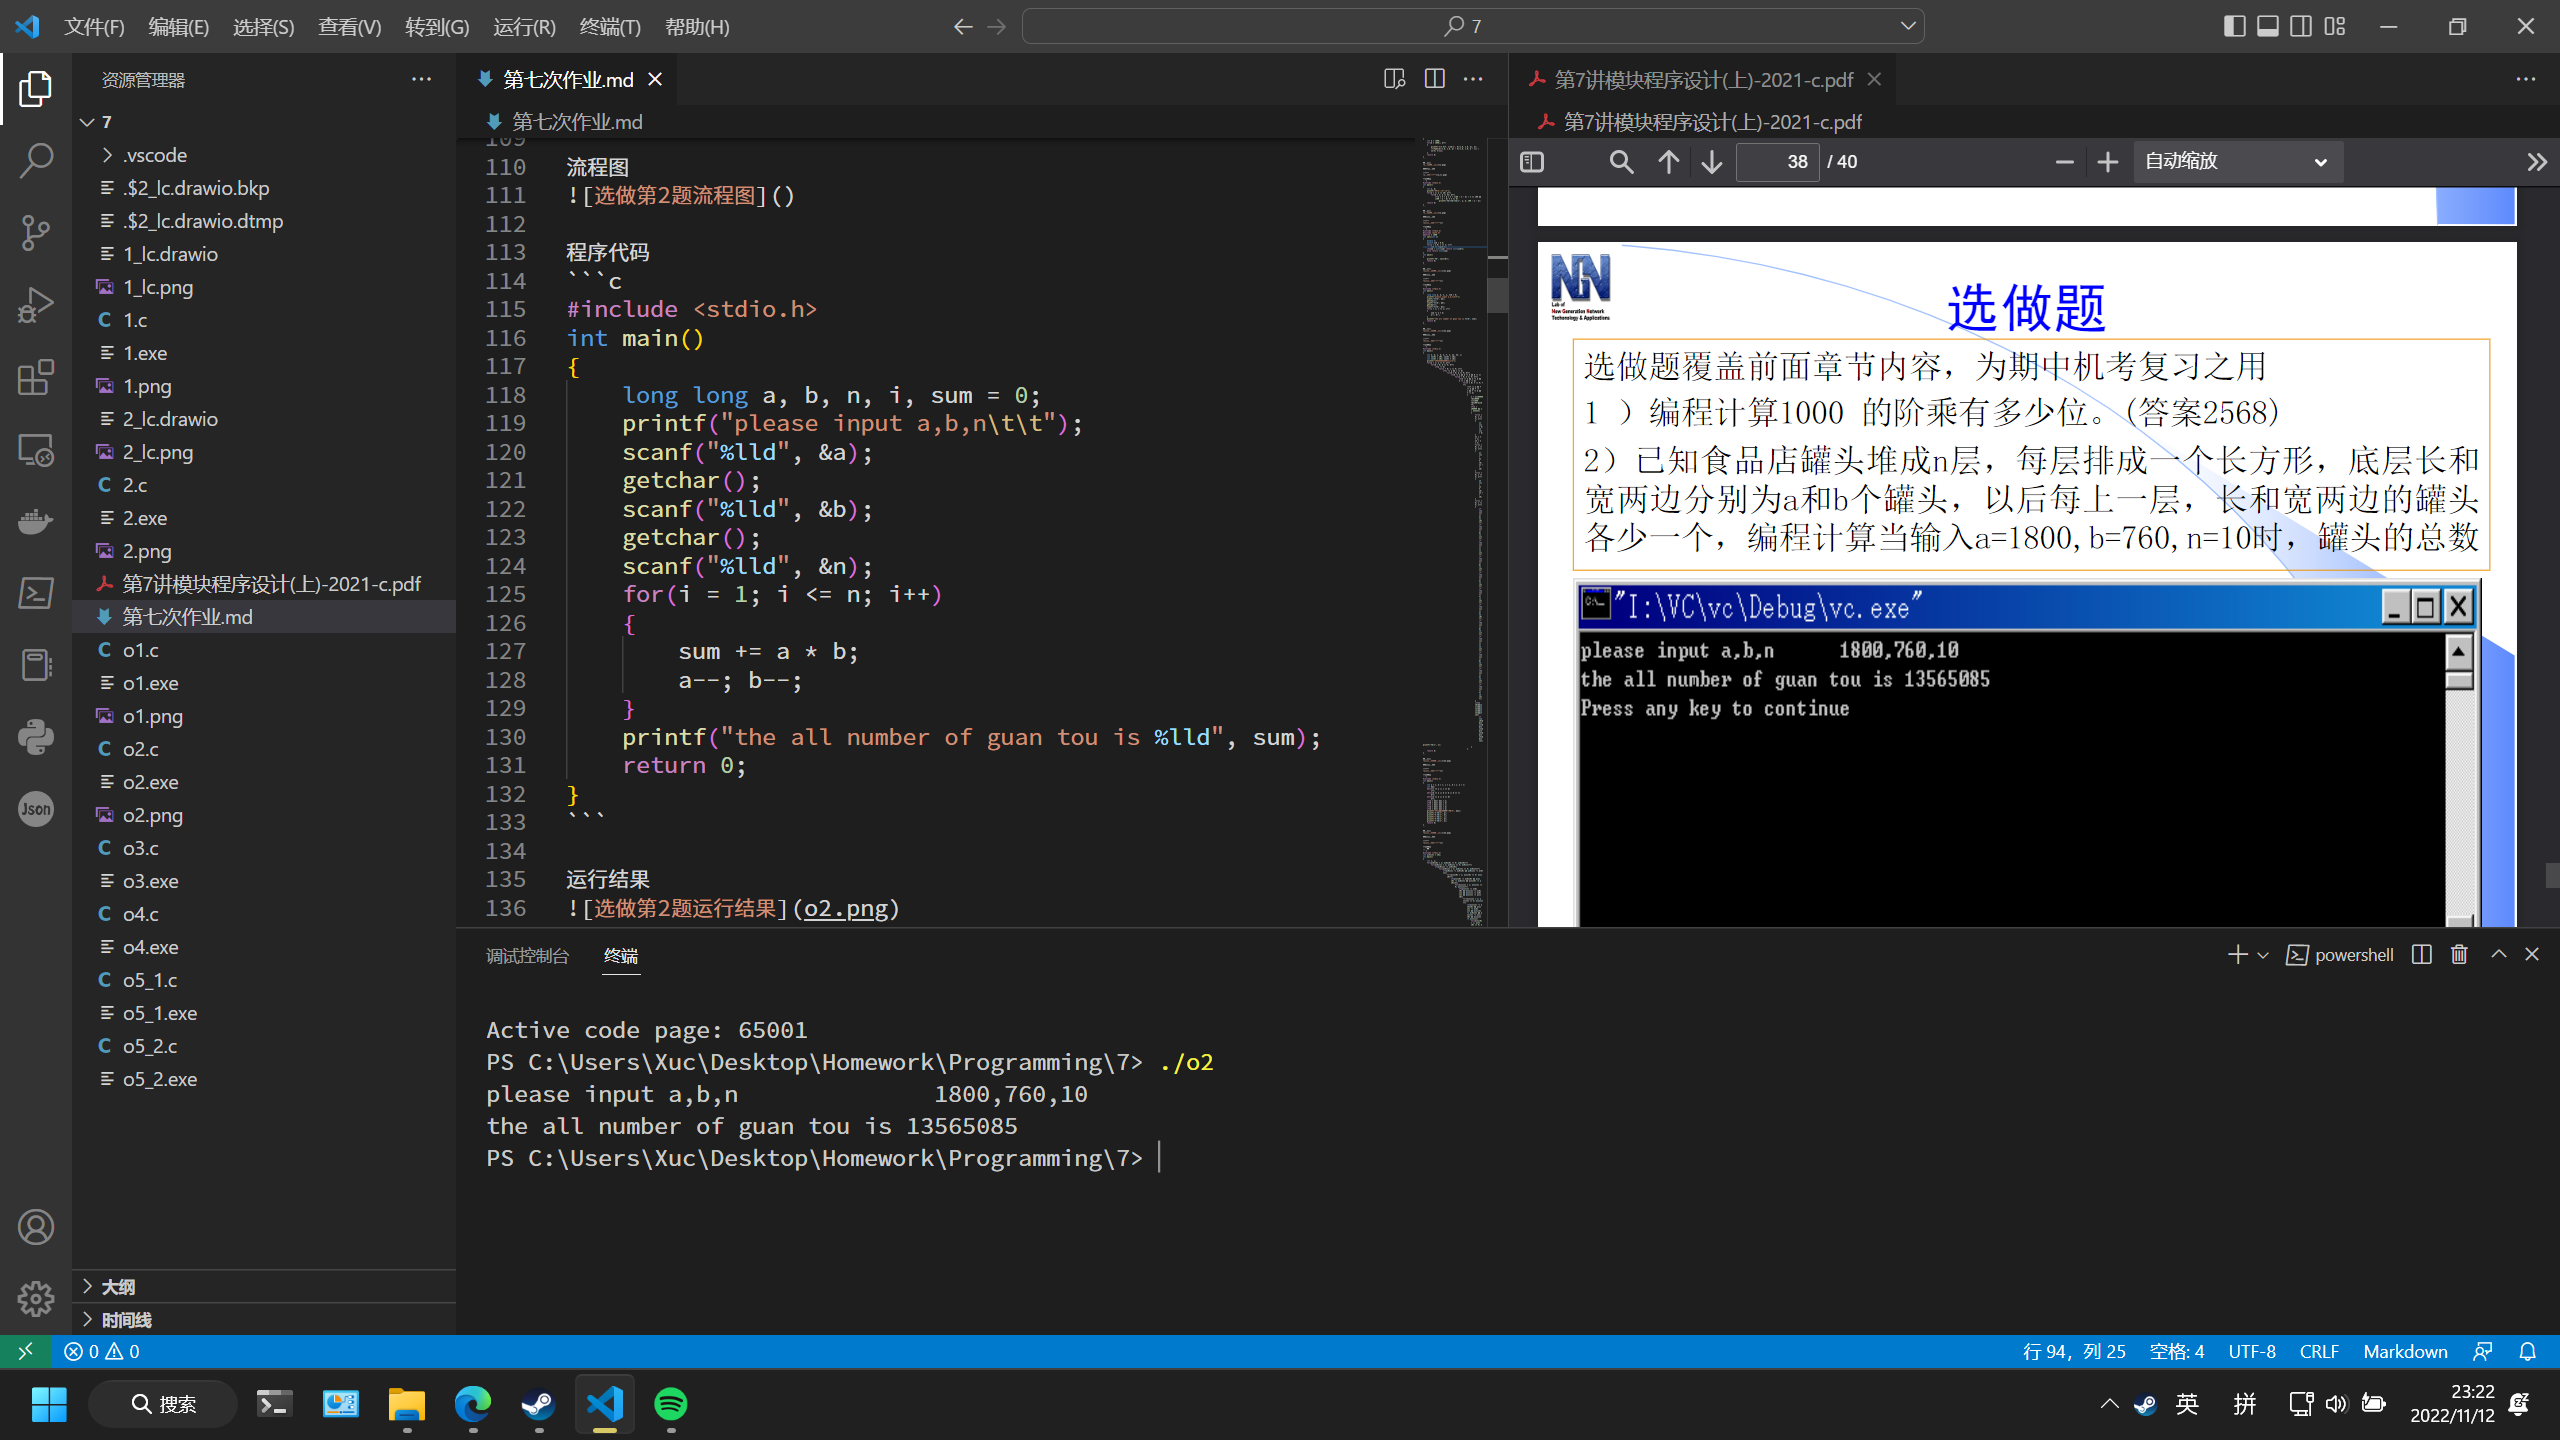 文件(F) 编辑(E) 选择(S) 查看(V) 转到(G) 运行(R) 终端(T) 帮助(H)
7
资源管理器
7
.vscode
.$2_lc.drawio.bkp
.$2_lc.drawio.dtmp
1_lc.drawio
1_lc.png
1.c
1.exe
1.png
2_lc.drawio
2_lc.png
2.c
2.exe
2.png
第7讲模块程序设计(上)-2021-c.pdf
第七次作业.md
o1.c
o1.exe
o1.png
o2.c
o2.exe
o2.png
o3.c
o3.exe
o4.c
o4.exe
o5_1.c
o5_1.exe
o5_2.c
o5_2.exe
大纲
时间线
Json
第七次作业.md
第七次作业.md
109
110 流程图
111 ![选做第2题流程图]()
112
113 程序代码
114 ```c
115 #include <stdio.h>
116 int main()
117 {
118 long long a, b, n, i, sum = 0;
119 printf("please input a,b,n\t\t");
120 scanf("%lld", &a);
121 getchar();
122 scanf("%lld", &b);
123 getchar();
124 scanf("%lld", &n);
125 for(i = 1; i <= n; i++)
126 {
127 sum += a * b;
128 a--; b--;
129 }
130 printf("the all number of guan tou is %lld", sum);
131 return 0;
132 }
133 ```
134
135 运行结果
136 ![选做第2题运行结果](o2.png)
第7讲模块程序设计(上)-2021-c.pdf
第7讲模块程序设计(上)-2021-c.pdf
38 / 40
自动缩放
NGN
Lab of
New Generation Network
Technology & Applications
选做题
选做题覆盖前面章节内容，为期中机考复习之用
1 ）编程计算1000 的阶乘有多少位。(答案2568)
2）已知食品店罐头堆成n层，每层排成一个长方形，底层长和
宽两边分别为a和b个罐头，以后每上一层，长和宽两边的罐头
各少一个，编程计算当输入a=1800,b=760,n=10时，罐头的总数
"I:\VC\vc\Debug\vc.exe"
please input a,b,n 1800,760,10
the all number of guan tou is 13565085
Press any key to continue
调试控制台 终端
powershell
Active code page: 65001
PS C:\Users\Xuc\Desktop\Homework\Programming\7> ./o2
please input a,b,n 1800,760,10
the all number of guan tou is 13565085
PS C:\Users\Xuc\Desktop\Homework\Programming\7>
0 0
行 94，列 25 空格: 4 UTF-8 CRLF Markdown
搜索
英 拼
23:22
2022/11/12